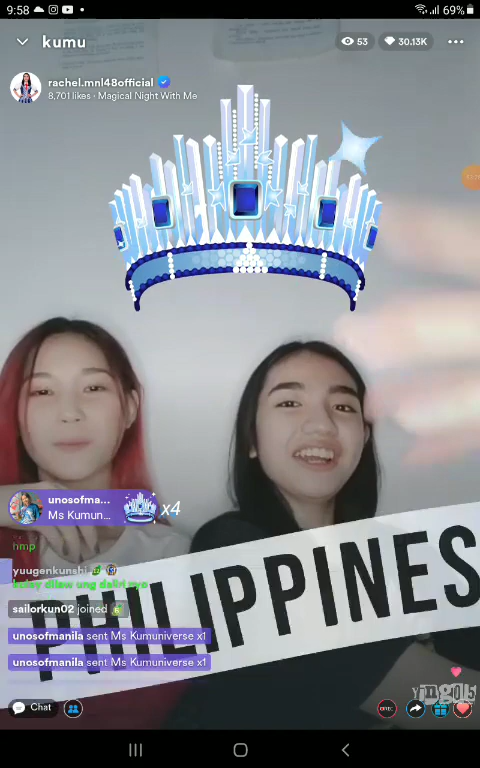 9:58
69%
kumu
53
30.13K
rachel.mnl48official
8,701 likes · Magical Night With Me
unosofma...
Ms Kumun...
x4
hmp
yuugenkunshi
kulay dilaw ung daliri nyo
sailorkun02 joined
unosofmanila sent Ms Kumuniverse x1
unosofmanila sent Ms Kumuniverse x1
PHILIPPINES
Chat